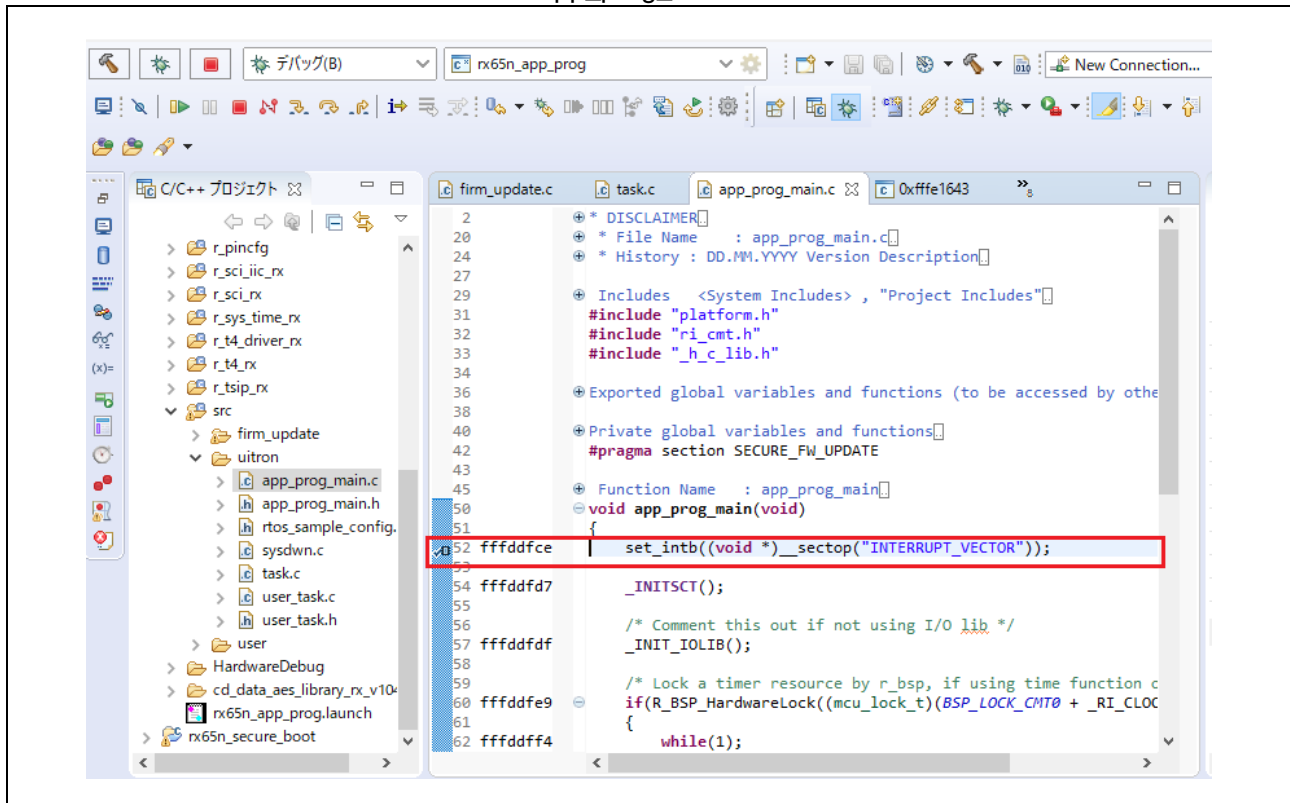 デバッグ(B)
rx65n_app_prog
New Connection...
C/C++ プロジェクト
r_pincfg
r_sci_iic_rx
r_sci_rx
r_sys_time_rx
r_t4_driver_rx
r_t4_rx
r_tsip_rx
src
firm_update
uitron
app_prog_main.c
app_prog_main.h
rtos_sample_config.
sysdwn.c
task.c
user_task.c
user_task.h
user
HardwareDebug
cd_data_aes_library_rx_v104
rx65n_app_prog.launch
rx65n_secure_boot
firm_update.c task.c app_prog_main.c 0xfffe1643 »8
2 * DISCLAIMER
20 * File Name : app_prog_main.c
24 * History : DD.MM.YYYY Version Description
27
29 Includes <System Includes> , "Project Includes"
31 #include "platform.h"
32 #include "ri_cmt.h"
33 #include "_h_c_lib.h"
34
36 Exported global variables and functions (to be accessed by othe
38
40 Private global variables and functions
42 #pragma section SECURE_FW_UPDATE
43
45 Function Name : app_prog_main
50 void app_prog_main(void)
51 {
52 fffddfce set_intb((void *)__sectop("INTERRUPT_VECTOR"));
53
54 fffddfd7 _INITSCT();
55
56 /* Comment this out if not using I/O lib */
57 fffddfdf _INIT_IOLIB();
58
59 /* Lock a timer resource by r_bsp, if using time function c
60 fffddfe9 if(R_BSP_HardwareLock((mcu_lock_t)(BSP_LOCK_CMT0 + _RI_CLOC
61 {
62 fffddff4 while(1);